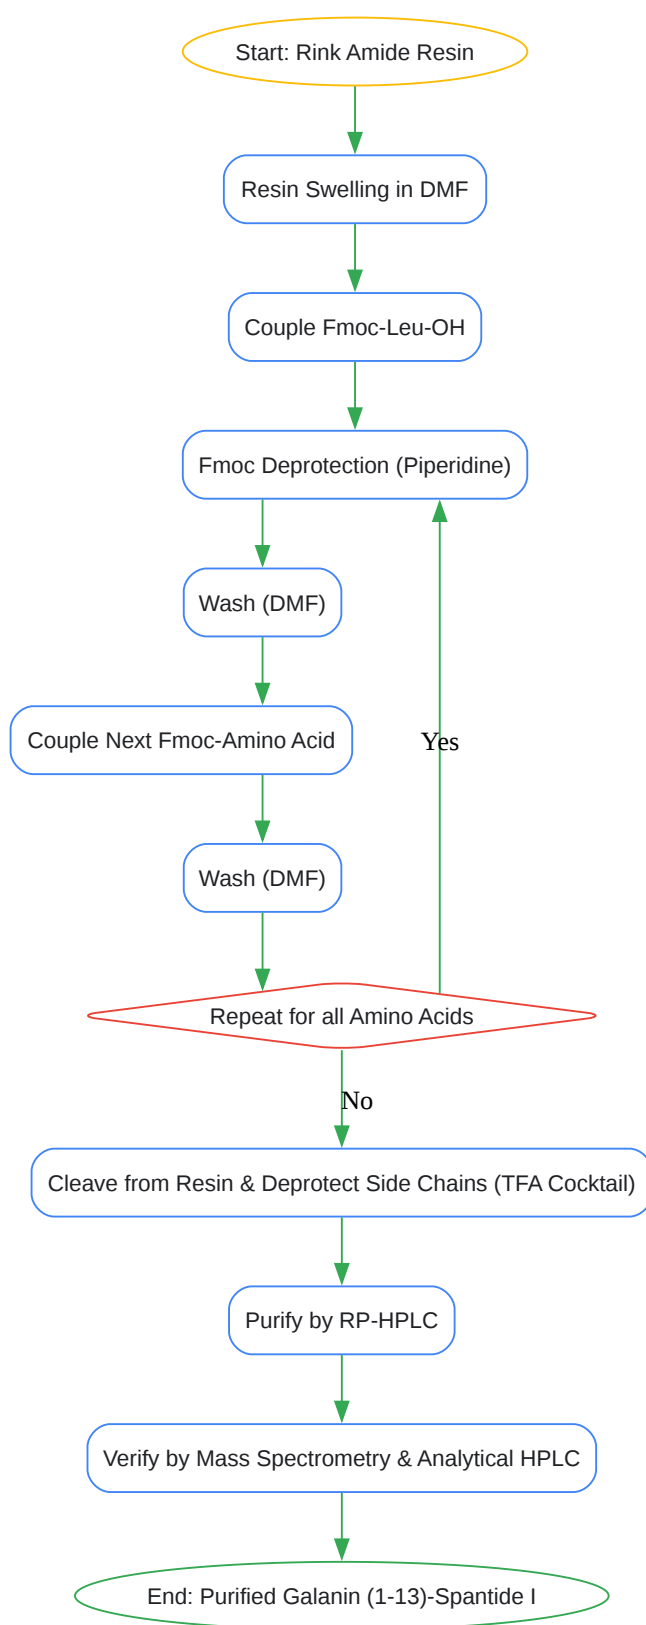 Start: Rink Amide Resin
Resin Swelling in DMF
Couple Fmoc-Leu-OH
Fmoc Deprotection (Piperidine)
Wash (DMF)
Couple Next Fmoc-Amino Acid
Yes
Wash (DMF)
Repeat for all Amino Acids
No
Cleave from Resin & Deprotect Side Chains (TFA Cocktail)
Purify by RP-HPLC
Verify by Mass Spectrometry & Analytical HPLC
End: Purified Galanin (1-13)-Spantide I